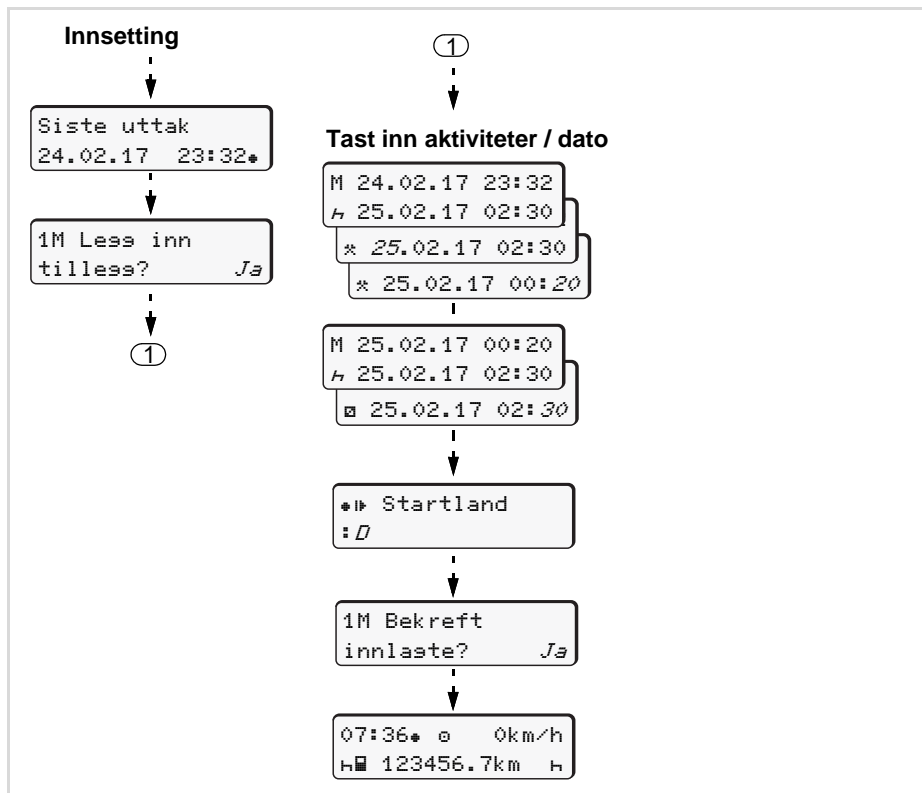 Innsetting
Siste uttak
24.02.17 23:32
1M Less inn
tilless? Ja
1
1
Tast inn aktiviteter / dato
M 24.02.17 23:32
25.02.17 02:30
25.02.17 02:30
25.02.17 00:20
M 25.02.17 00:20
25.02.17 02:30
25.02.17 02:30
Startland
:D
1M Bekreft
innlaste? Ja
07:36 0km/h
123456.7km